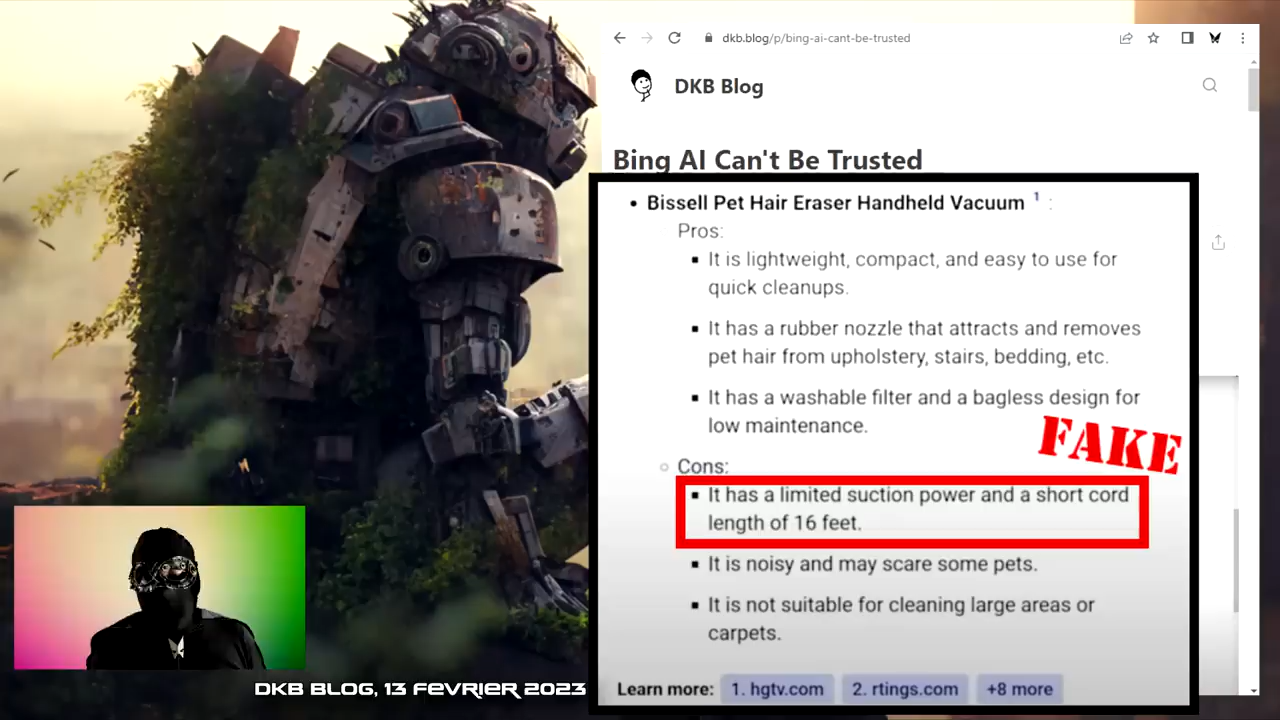 dkb.blog/p/bing-ai-cant-be-trusted
DKB Blog
Bing AI Can't Be Trusted
Bissell Pet Hair Eraser Handheld Vacuum 1 :
Pros:
It is lightweight, compact, and easy to use for
quick cleanups.
It has a rubber nozzle that attracts and removes
pet hair from upholstery, stairs, bedding, etc.
It has a washable filter and a bagless design for
low maintenance.
FAKE
Cons:
It has a limited suction power and a short cord
length of 16 feet.
It is noisy and may scare some pets.
It is not suitable for cleaning large areas or
carpets.
Learn more: 1. hgtv.com 2. rtings.com +8 more
DKB BLOG, 13 FEVRIER 2023